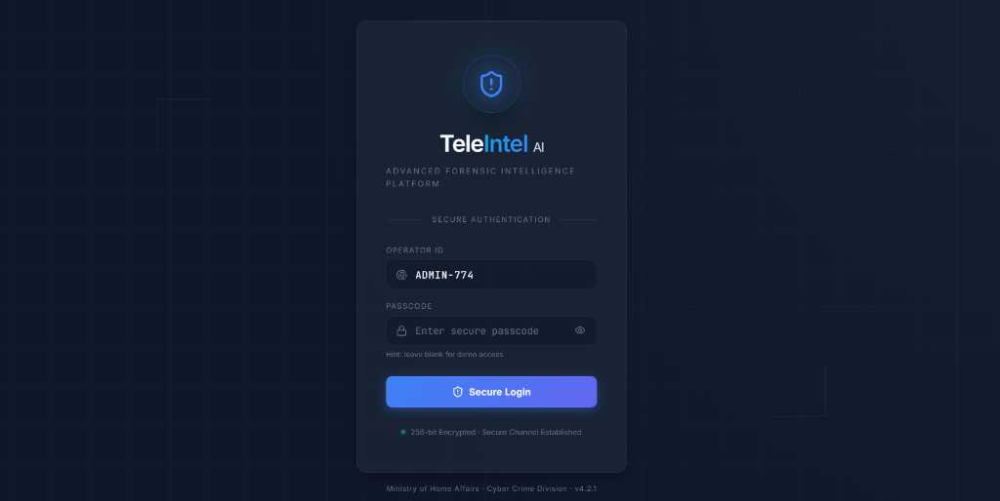 TeleIntel AI
ADVANCED FORENSIC INTELLIGENCE
PLATFORM
SECURE AUTHENTICATION
OPERATOR ID
ADMIN-774
PASSCODE
Enter secure passcode
Hint: leave blank for demo access
Secure Login
256-bit Encrypted · Secure Channel Established
Ministry of Home Affairs · Cyber Crime Division · v4.2.1